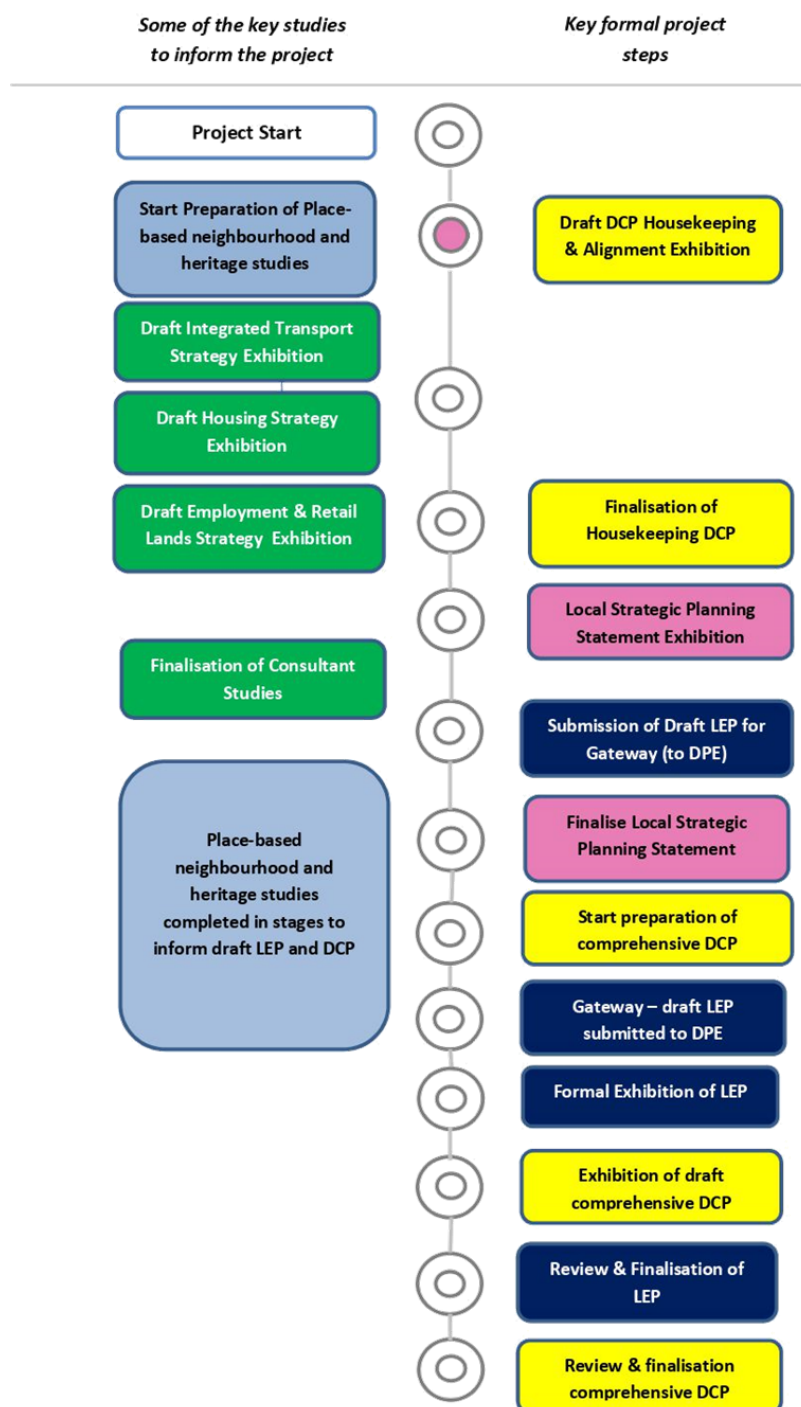 Some of the key studies
to inform the project
Key formal project
steps
Project Start
Start Preparation of Place-
based neighbourhood and
heritage studies
Draft DCP Housekeeping
& Alignment Exhibition
Draft Integrated Transport
Strategy Exhibition
Draft Housing Strategy
Exhibition
Draft Employment & Retail
Lands Strategy Exhibition
Finalisation of
Housekeeping DCP
Local Strategic Planning
Statement Exhibition
Finalisation of Consultant
Studies
Submission of Draft LEP for
Gateway (to DPE)
Place-based
neighbourhood and
heritage studies
completed in stages to
inform draft LEP and DCP
Finalise Local Strategic
Planning Statement
Start preparation of
comprehensive DCP
Gateway – draft LEP
submitted to DPE
Formal Exhibition of LEP
Exhibition of draft
comprehensive DCP
Review & Finalisation of
LEP
Review & finalisation
comprehensive DCP